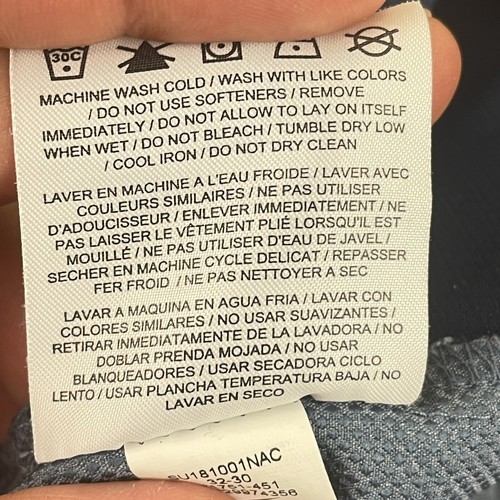 30C
MACHINE WASH COLD / WASH WITH LIKE COLORS
/ DO NOT USE SOFTENERS / REMOVE
IMMEDIATELY / DO NOT ALLOW TO LAY ON ITSELF
WHEN WET / DO NOT BLEACH / TUMBLE DRY LOW
/ COOL IRON / DO NOT DRY CLEAN
LAVER EN MACHINE A L'EAU FROIDE / LAVER AVEC
COULEURS SIMILAIRES / NE PAS UTILISER
D'ADOUCISSEUR / ENLEVER IMMEDIATEMENT / NE
PAS LAISSER LE VÊTEMENT PLIÉ LORSQU'IL EST
MOUILLÉ / NE PAS UTILISER D'EAU DE JAVEL /
SECHER EN MACHINE CYCLE DELICAT / REPASSER
FER FROID / NE PAS NETTOYER A SEC
LAVAR A MAQUINA EN AGUA FRIA / LAVAR CON
COLORES SIMILARES / NO USAR SUAVIZANTES /
RETIRAR IMMEDIATAMENTE DE LA LAVADORA / NO
DOBLAR PRENDA MOJADA / NO USAR
BLANQUEADORES / USAR SECADORA CICLO
LENTO / USAR PLANCHA TEMPERATURA BAJA / NO
LAVAR EN SECO
SU181001NAC
32-30